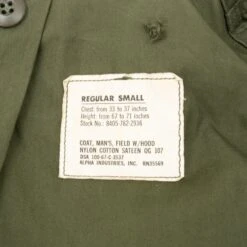 REGULAR SMALL
Chest: from 33 to 37 inches
Height: from 67 to 71 inches
Stock No.: 8405-782-2936
COAT, MAN'S, FIELD W/HOOD
NYLON COTTON SATEEN OG 107
DSA 100-67-C-3537
ALPHA INDUSTRIES, INC. RN35569